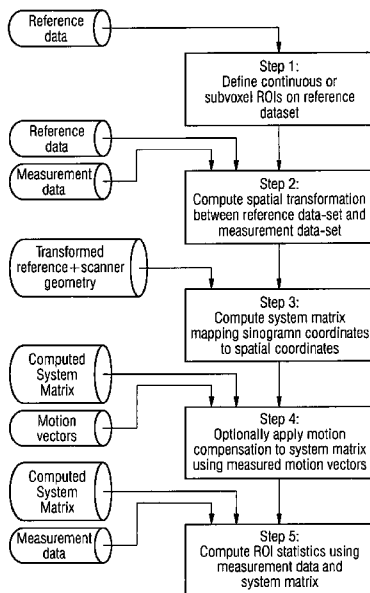 Reference
data
Step 1:
Define continuous or
subvoxel ROIs on reference
dataset
Reference
data
Measurement
data
Step 2:
Compute spatial transformation
between reference data-set and
measurement data-set
Transformed
reference+scanner
geometry
Step 3:
Compute system matrix
mapping sinogramn coordinates
to spatial coordinates
Computed
System
Matrix
Motion
vectors
Step 4:
Optionally apply motion
compensation to system matrix
using measured motion vectors
Computed
System
Matrix
Measurement
data
Step 5:
Compute ROI statistics using
measurement data and
system matrix